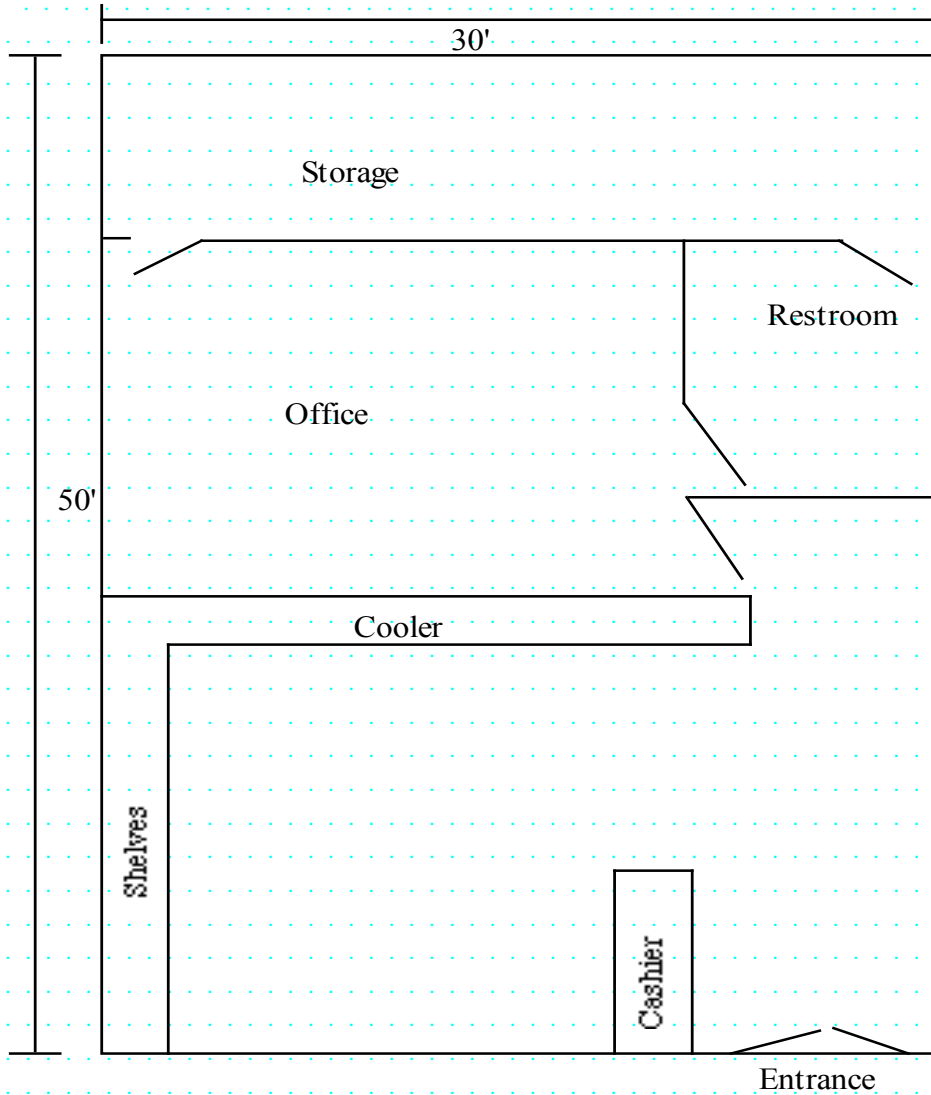 30'
Storage
Restroom
Office
50'
Cooler
Shelves
Cashier
Entrance